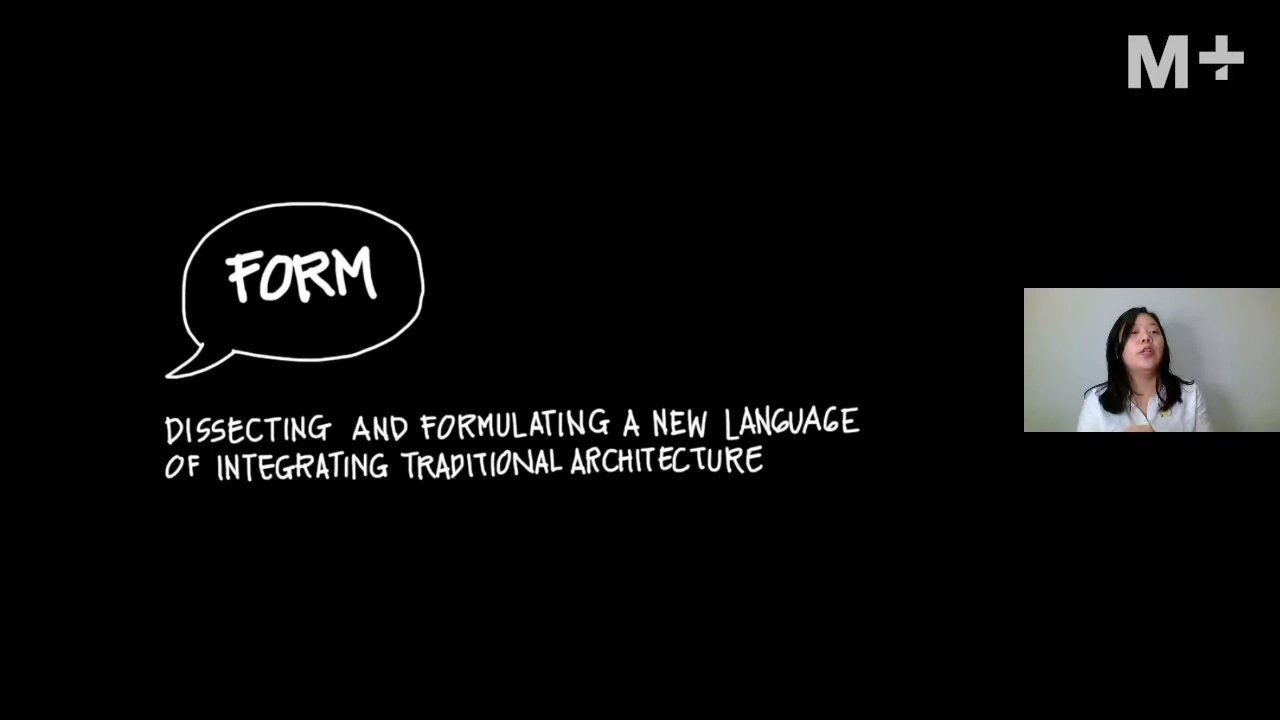 M+
FORM
DISSECTING AND FORMULATING A NEW LANGUAGE
OF INTEGRATING TRADITIONAL ARCHITECTURE